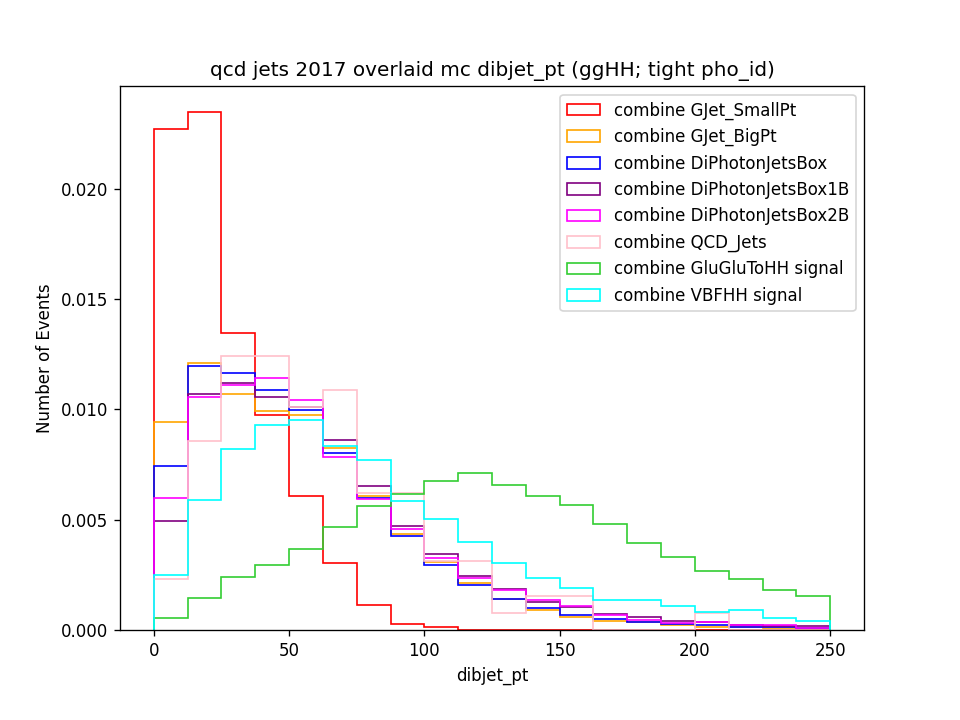 qcd jets 2017 overlaid mc dibjet_pt (ggHH; tight pho_id)
combine GJet_SmallPt
combine GJet_BigPt
combine DiPhotonJetsBox
combine DiPhotonJetsBox1B
combine DiPhotonJetsBox2B
combine QCD_Jets
combine GluGluToHH signal
combine VBFHH signal
Number of Events
0.020
0.015
0.010
0.005
0.000
0 50 100 150 200 250
dibjet_pt